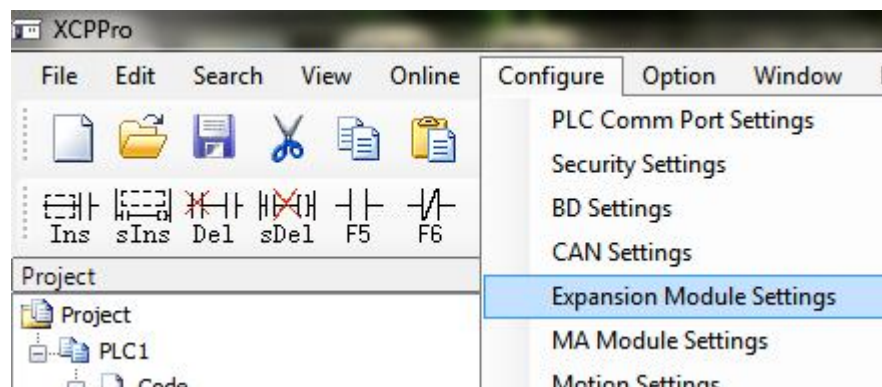 XCPPro
File Edit Search View Online Configure Option Window
PLC Comm Port Settings
Security Settings
BD Settings
CAN Settings
Expansion Module Settings
MA Module Settings
Motion Settings
Ins sIns Del sDel F5 F6
Project
Project
PLC1
Code